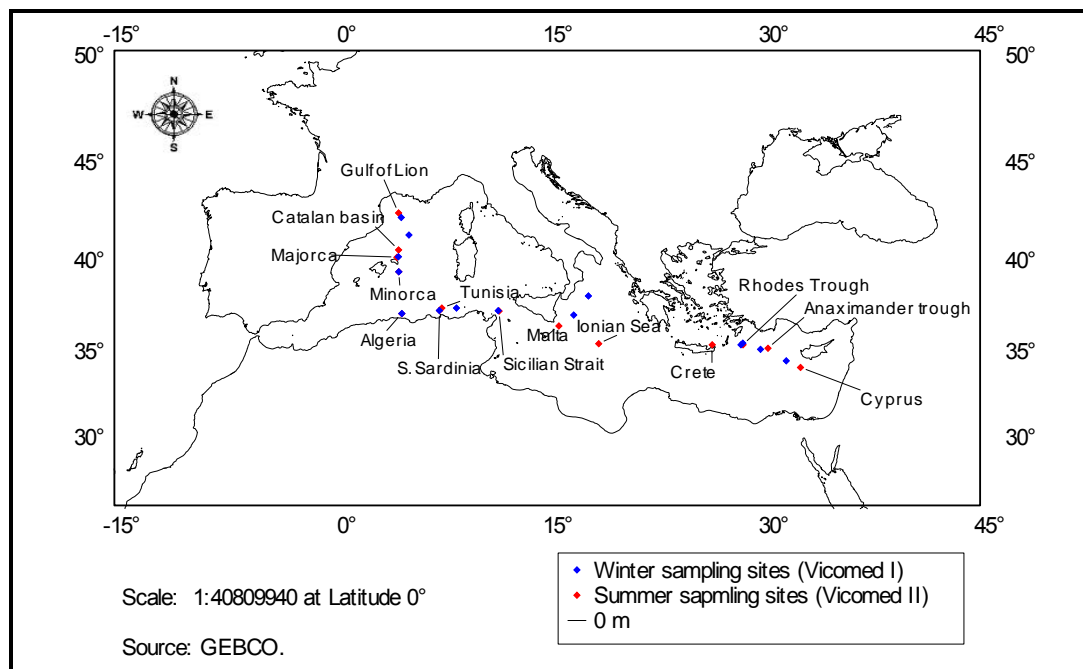 -15° 0° 15° 30° 45°
50° 50°
N
W E
S
45° 45°
Gulf of Lion
Catalan basin
40° 40°
Majorca
Minorca
Tunisia
Rhodes Trough
Anaximander trough
Algeria
Malta
Ionian Sea
35° 35°
S. Sardinia
Sicilian Strait
Crete
Cyprus
30° 30°
-15° 0° 15° 30° 45°
Winter sampling sites (Vicomed I)
Summer sapmling sites (Vicomed II)
0 m
Scale: 1:40809940 at Latitude 0°
Source: GEBCO.